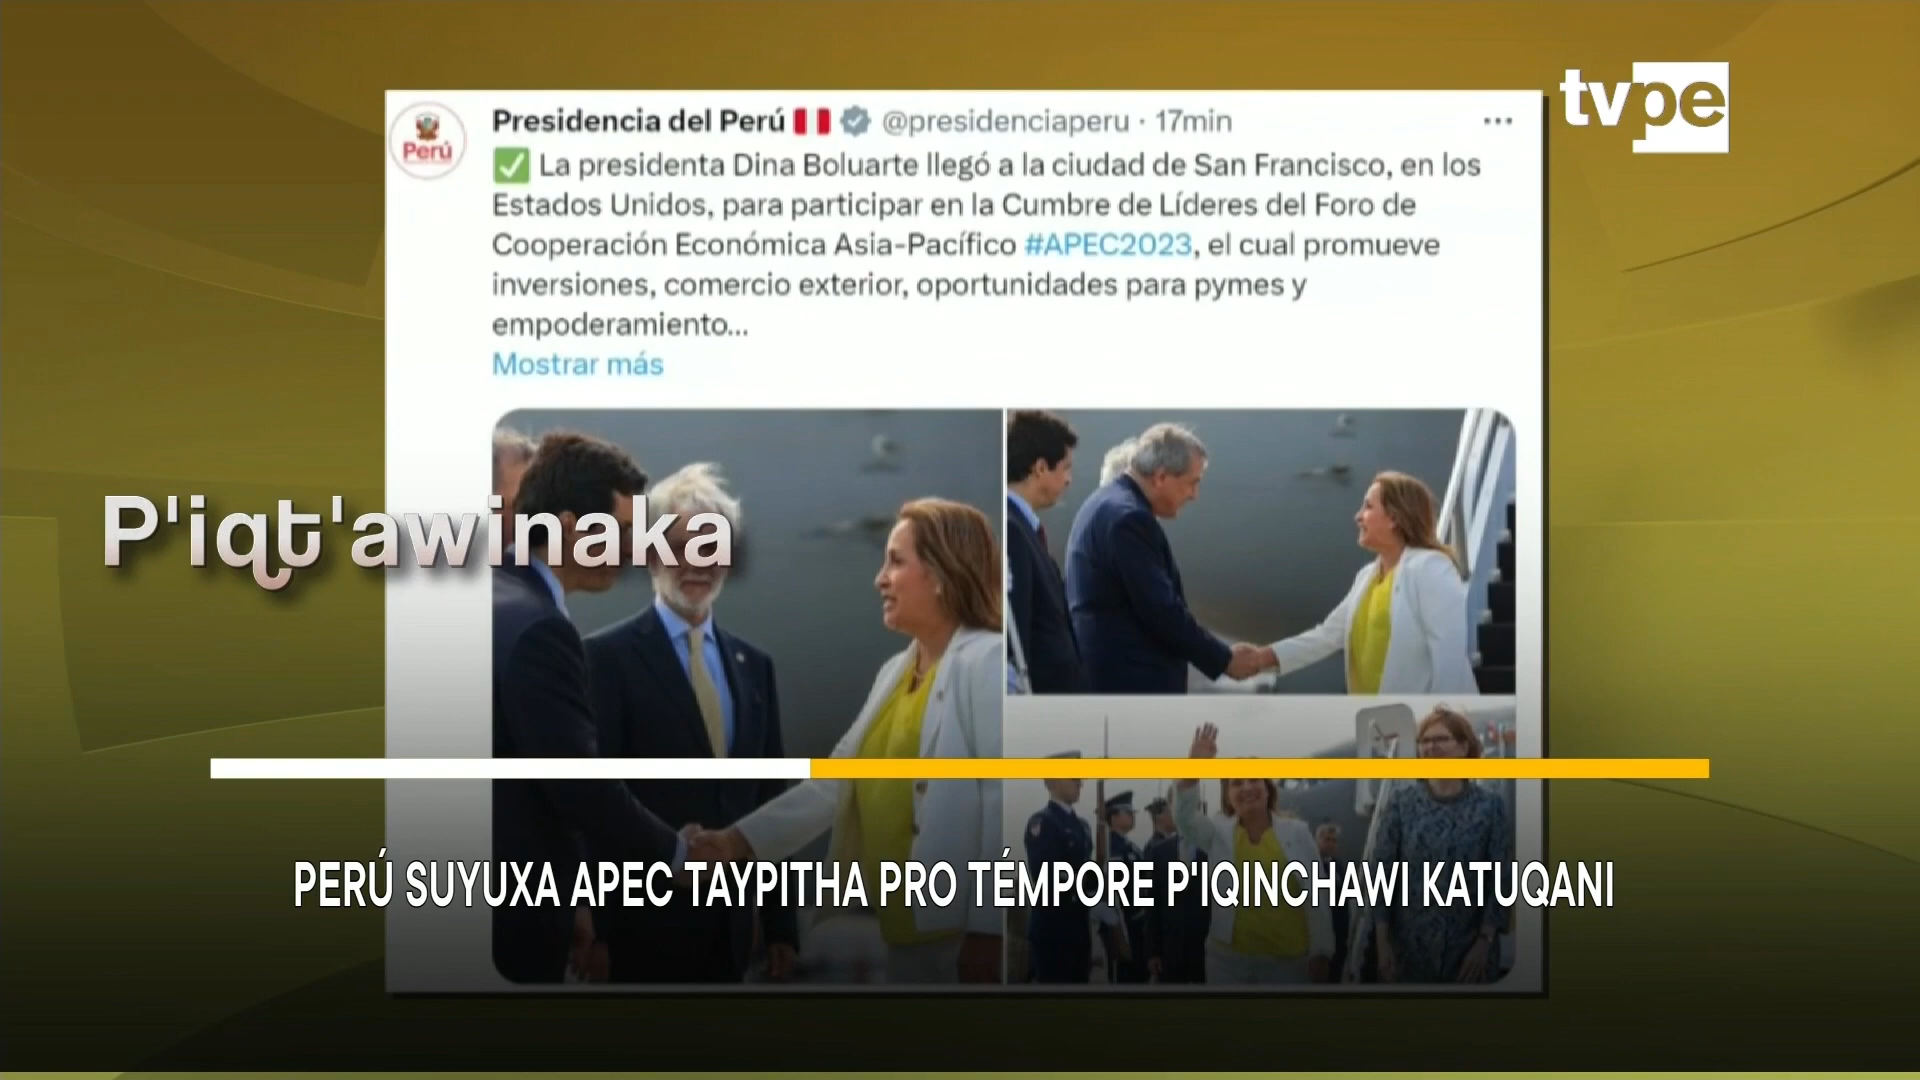 tvpe
Presidencia del Perú 🇵🇪 @presidenciaperu · 17min ...
Perú
✅ La presidenta Dina Boluarte llegó a la ciudad de San Francisco, en los
Estados Unidos, para participar en la Cumbre de Líderes del Foro de
Cooperación Económica Asia-Pacífico #APEC2023, el cual promueve
inversiones, comercio exterior, oportunidades para pymes y
empoderamiento...
Mostrar más
P'iqt'awinaka
PERÚ SUYUXA APEC TAYPITHA PRO TÉMPORE P'IQINCHAWI KATUQANI